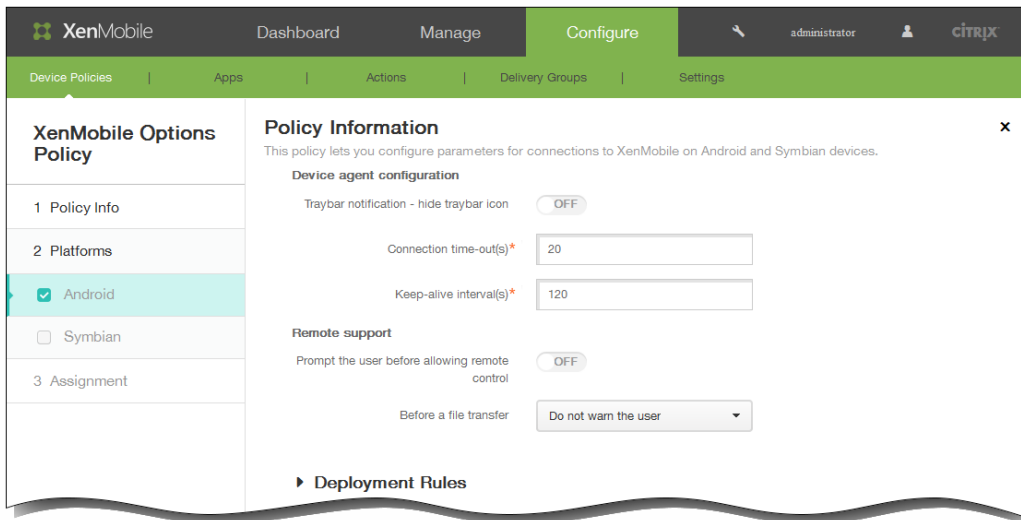 XenMobile Dashboard Manage Configure administrator CİTRIX
Device Policies | Apps | Actions | Delivery Groups | Settings
XenMobile Options
Policy
1 Policy Info
2 Platforms
Android
Symbian
3 Assignment
Policy Information x
This policy lets you configure parameters for connections to XenMobile on Android and Symbian devices.
Device agent configuration
Traybar notification - hide traybar icon OFF
Connection time-out(s)* 20
Keep-alive interval(s)* 120
Remote support
Prompt the user before allowing remote
control OFF
Before a file transfer Do not warn the user
Deployment Rules